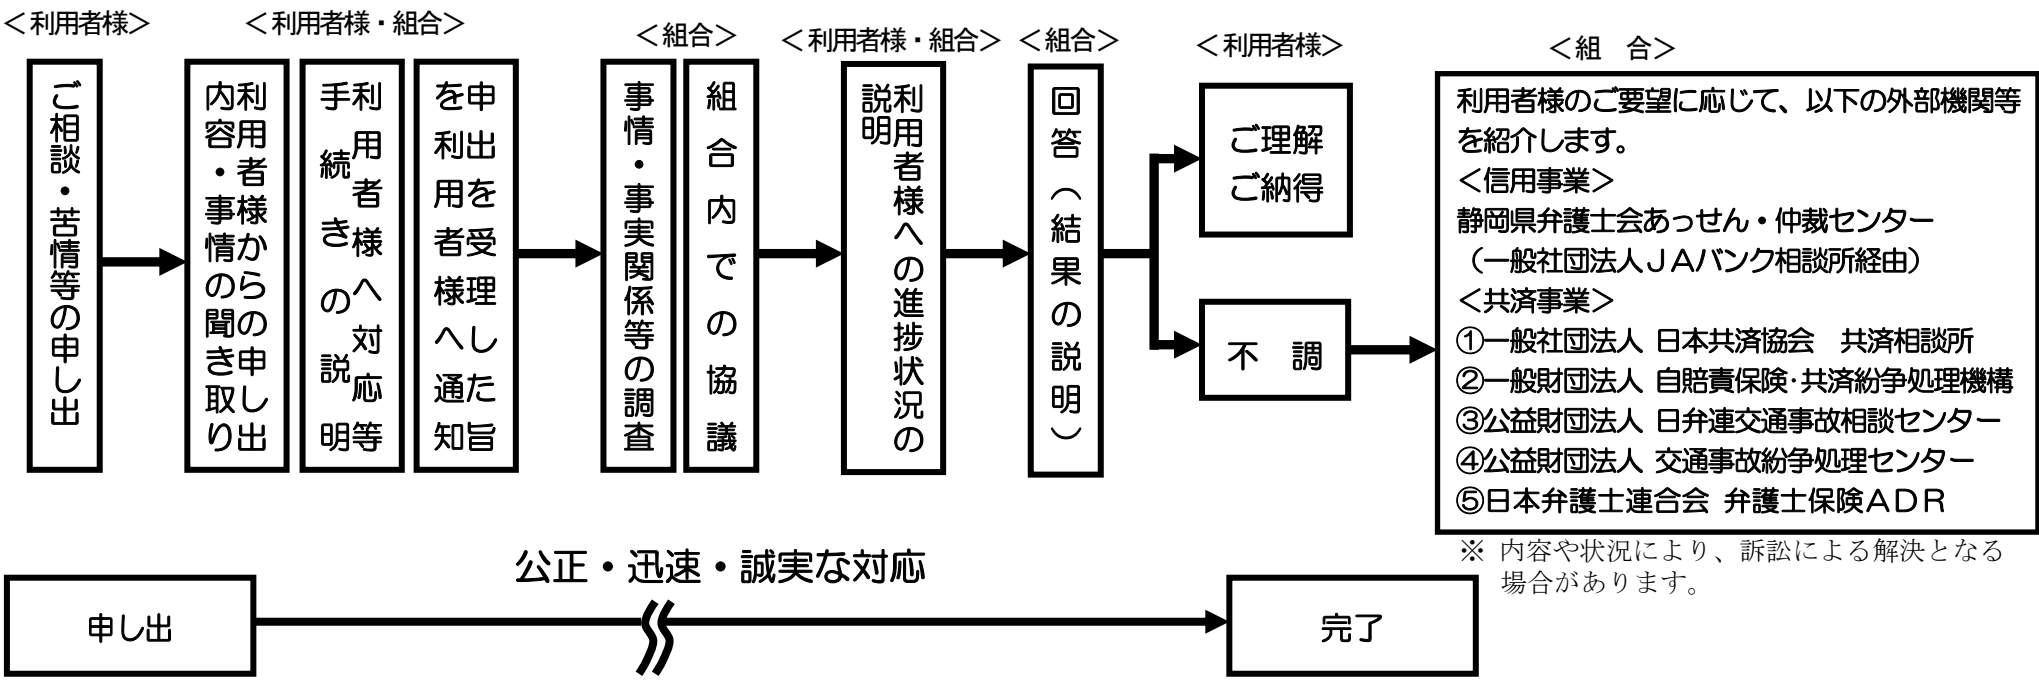 ＜利用者様＞
ご相談・苦情等の申し出
＜利用者様・組合＞
利用者様からの申し出
内容・事情の聞き取り
利用者様へ対応等
手続きの説明
申出を受理した旨
を利用者様へ通知
＜組合＞
事情・事実関係等の調査
組合内での協議
＜利用者様・組合＞
利用者様への進捗状況の
説明
＜組合＞
回答（結果の説明）
＜利用者様＞
ご理解
ご納得
不　調
＜組　合＞
利用者様のご要望に応じて、以下の外部機関等
を紹介します。
＜信用事業＞
静岡県弁護士会あっせん・仲裁センター
（一般社団法人ＪＡバンク相談所経由）
＜共済事業＞
①一般社団法人 日本共済協会　共済相談所
②一般財団法人 自賠責保険･共済紛争処理機構
③公益財団法人 日弁連交通事故相談センター
④公益財団法人 交通事故紛争処理センター
⑤日本弁護士連合会 弁護士保険ＡＤＲ
※ 内容や状況により、訴訟による解決となる
場合があります。
公正・迅速・誠実な対応
申し出
完了